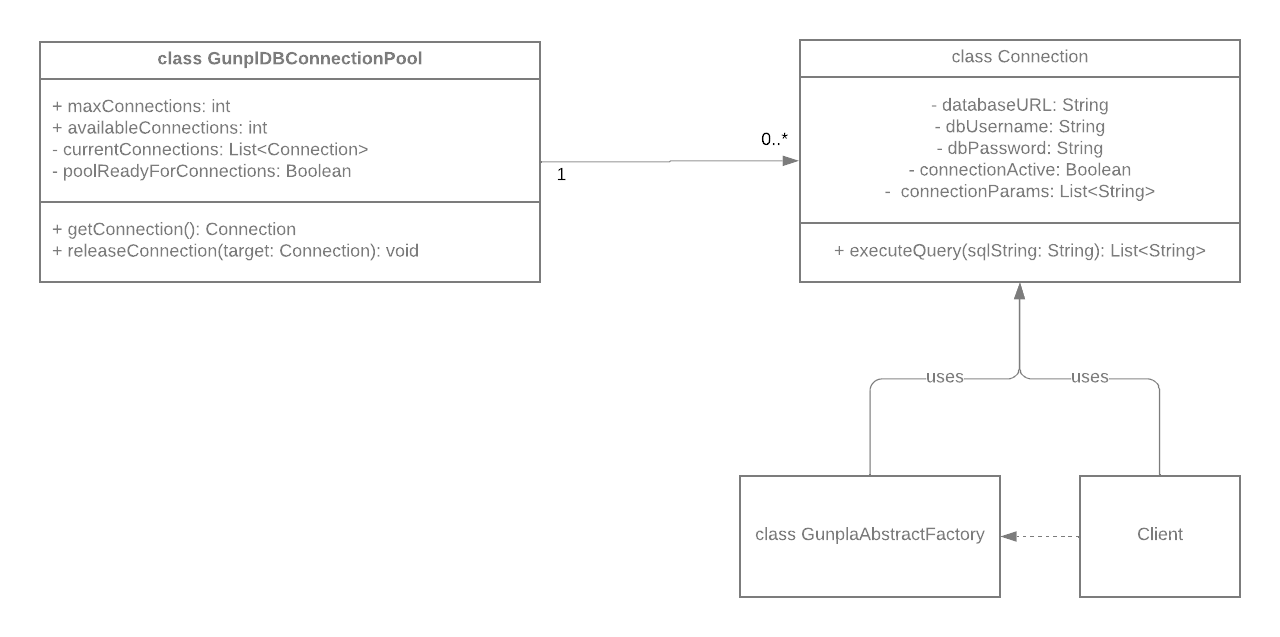 class GunplDBConnectionPool
+ maxConnections: int
+ availableConnections: int
- currentConnections: List<Connection>
- poolReadyForConnections: Boolean
+ getConnection(): Connection
+ releaseConnection(target: Connection): void
1
0..*
class Connection
- databaseURL: String
- dbUsername: String
- dbPassword: String
- connectionActive: Boolean
- connectionParams: List<String>
+ executeQuery(sqlString: String): List<String>
uses
uses
class GunplaAbstractFactory
Client